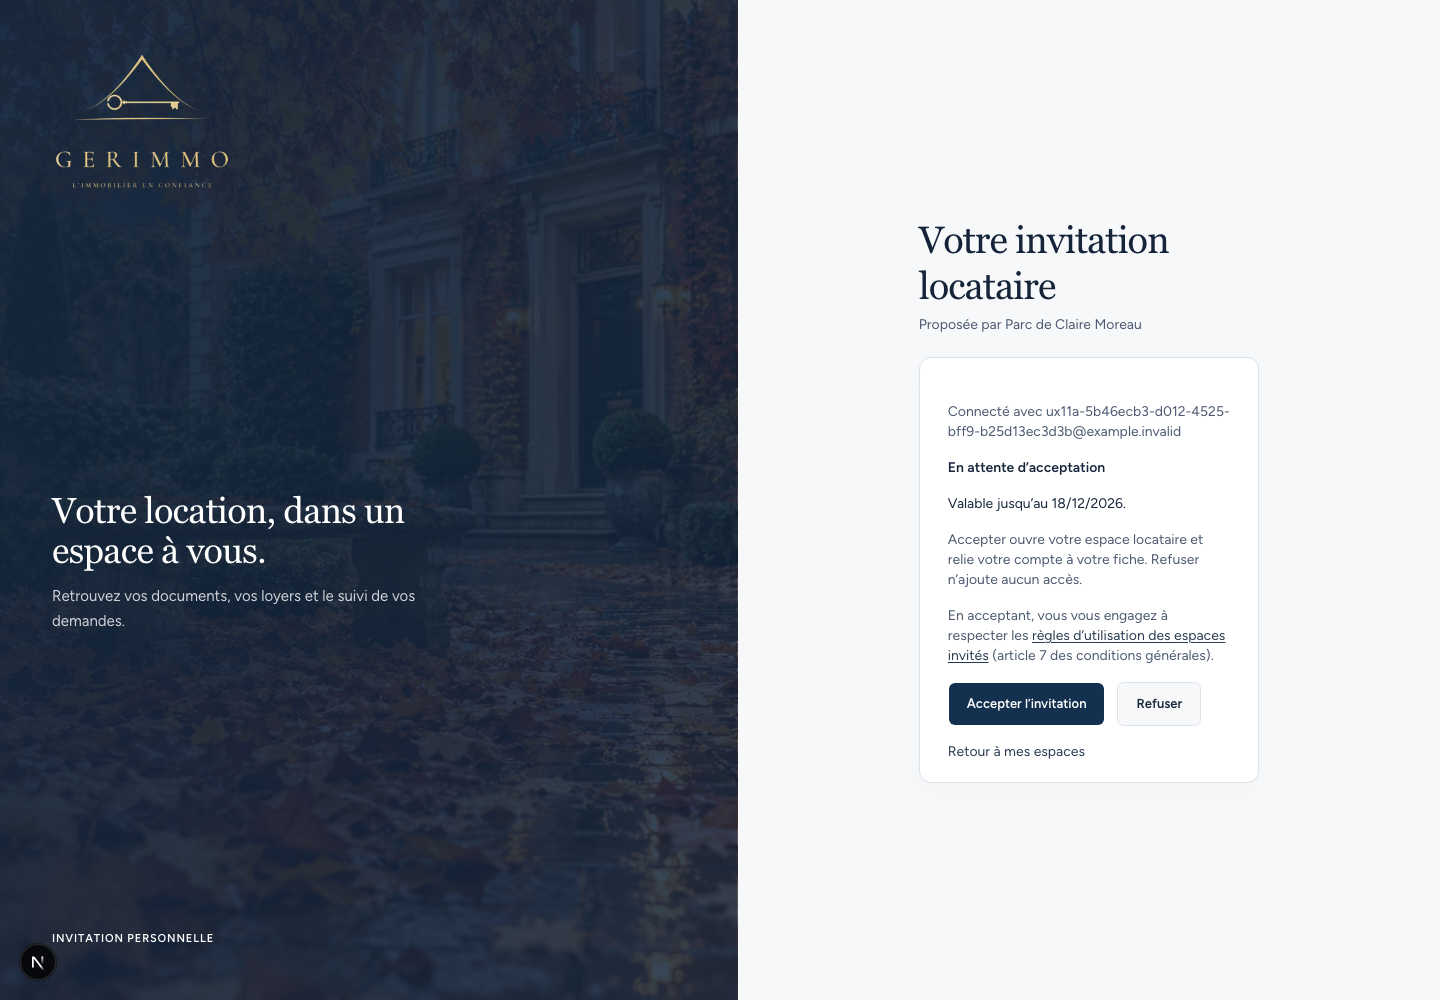 GERIMMO
L'IMMOBILIER EN CONFIANCE
Votre location, dans un
espace à vous.
Retrouvez vos documents, vos loyers et le suivi de vos
demandes.
INVITATION PERSONNELLE
N
Votre invitation
locataire
Proposée par Parc de Claire Moreau
Connecté avec ux11a-5b46ecb3-d012-4525-
bff9-b25d13ec3d3b@example.invalid
En attente d’acceptation
Valable jusqu’au 18/12/2026.
Accepter ouvre votre espace locataire et
relie votre compte à votre fiche. Refuser
n’ajoute aucun accès.
En acceptant, vous vous engagez à
respecter les règles d’utilisation des espaces
invités (article 7 des conditions générales).
Accepter l’invitation
Refuser
Retour à mes espaces